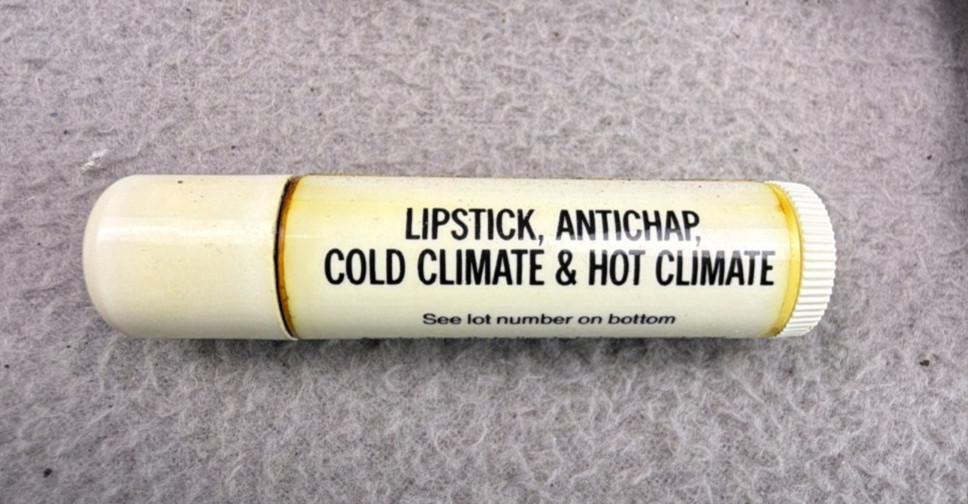 LIPSTICK, ANTICHAP,
COLD CLIMATE & HOT CLIMATE
See lot number on bottom